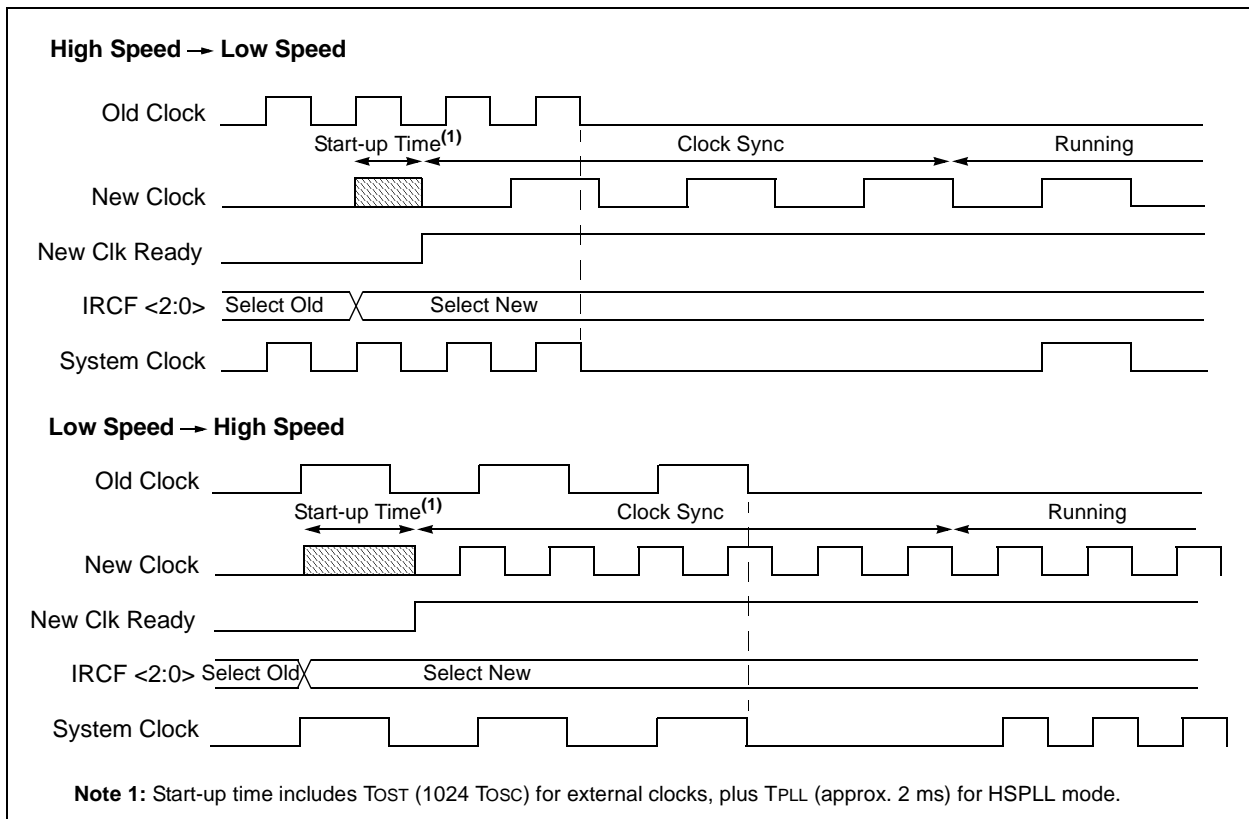 High Speed → Low Speed
Old Clock
Start-up Time(1) Clock Sync Running
New Clock
New Clk Ready
IRCF <2:0> Select Old Select New
System Clock
Low Speed → High Speed
Old Clock
Start-up Time(1) Clock Sync Running
New Clock
New Clk Ready
IRCF <2:0> Select Old Select New
System Clock
Note 1: Start-up time includes TOST (1024 TOSC) for external clocks, plus TPLL (approx. 2 ms) for HSPLL mode.